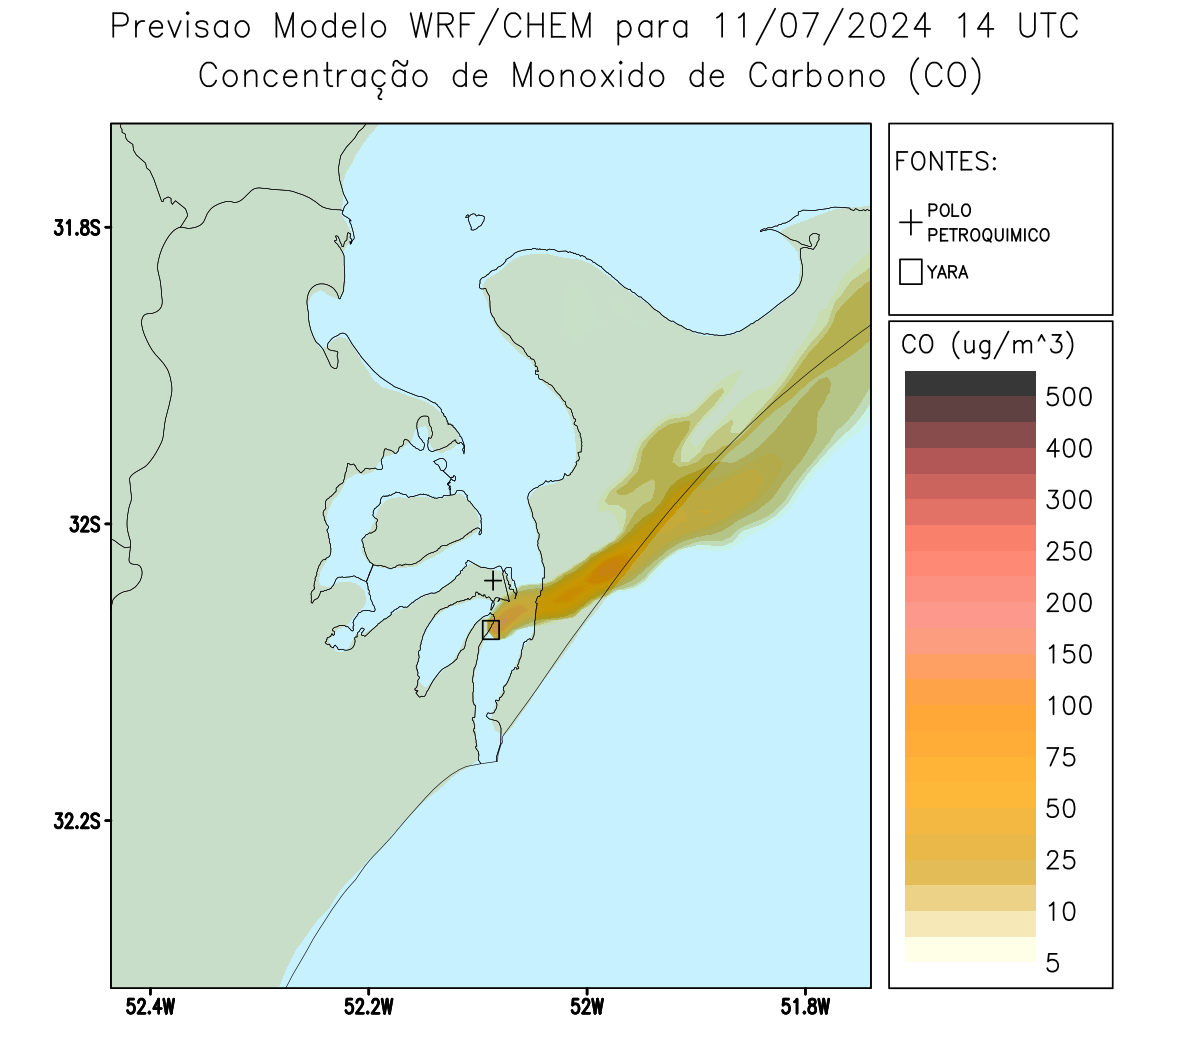 Previsao Modelo WRF/CHEM para 11/07/2024 14 UTC
Concentração de Monoxido de Carbono (CO)
FONTES:
POLO
PETROQUIMICO
YARA
CO (ug/m^3)
500
400
300
250
200
150
100
75
50
25
10
5
31.8S
32S
32.2S
52.4W
52.2W
52W
51.8W